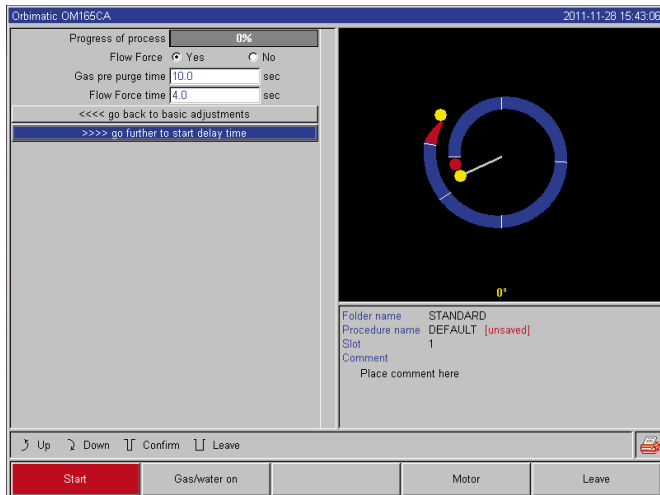 Orbimatic OM165CA 2011-11-28 15:43:06
Progress of process 0%
Flow Force Yes No
Gas pre purge time 10.0 sec
Flow Force time 4.0 sec
<<<< go back to basic adjustments
>>>> go further to start delay time
0°
Folder name STANDARD
Procedure name DEFAULT [unsaved]
Slot 1
Comment
Place comment here
Up Down Confirm Leave
Start Gas/water on Motor Leave